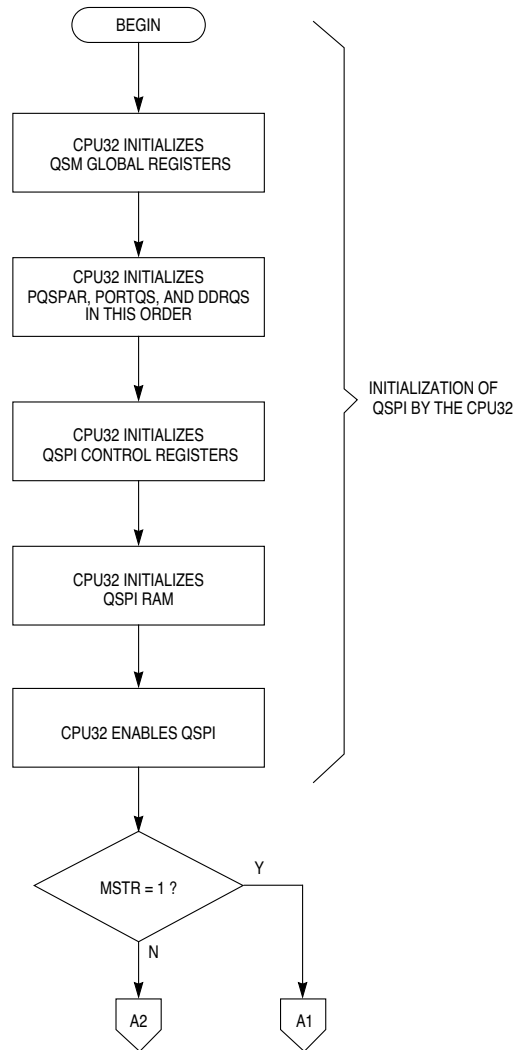 BEGIN
CPU32 INITIALIZES
QSM GLOBAL REGISTERS
CPU32 INITIALIZES
PQSPAR, PORTQS, AND DDRQS
IN THIS ORDER
INITIALIZATION OF
QSPI BY THE CPU32
CPU32 INITIALIZES
QSPI CONTROL REGISTERS
CPU32 INITIALIZES
QSPI RAM
CPU32 ENABLES QSPI
MSTR = 1 ?
Y
N
A2
A1